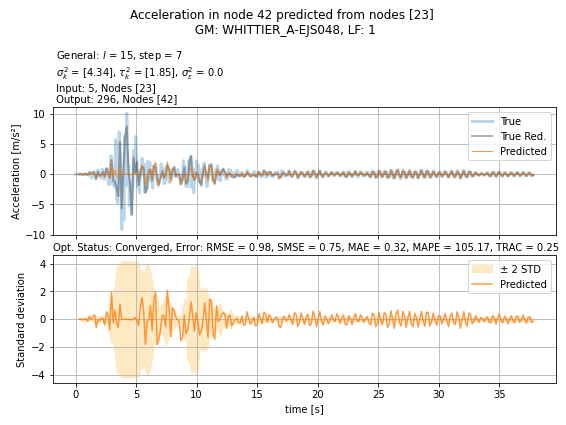 Acceleration in node 42 predicted from nodes [23]
GM: WHITTIER_A-EJS048, LF: 1
General: l = 15, step = 7
σ²ₖ = [4.34], τ²ₖ = [1.85], σ²ε = 0.0
Input: 5, Nodes [23]
Output: 296, Nodes [42]
10
5
0
−5
−10
Acceleration [m/s²]
True
True Red.
Predicted
Opt. Status: Converged, Error: RMSE = 0.98, SMSE = 0.75, MAE = 0.32, MAPE = 105.17, TRAC = 0.25
4
2
0
−2
−4
Standard deviation
± 2 STD
Predicted
0 5 10 15 20 25 30 35
time [s]